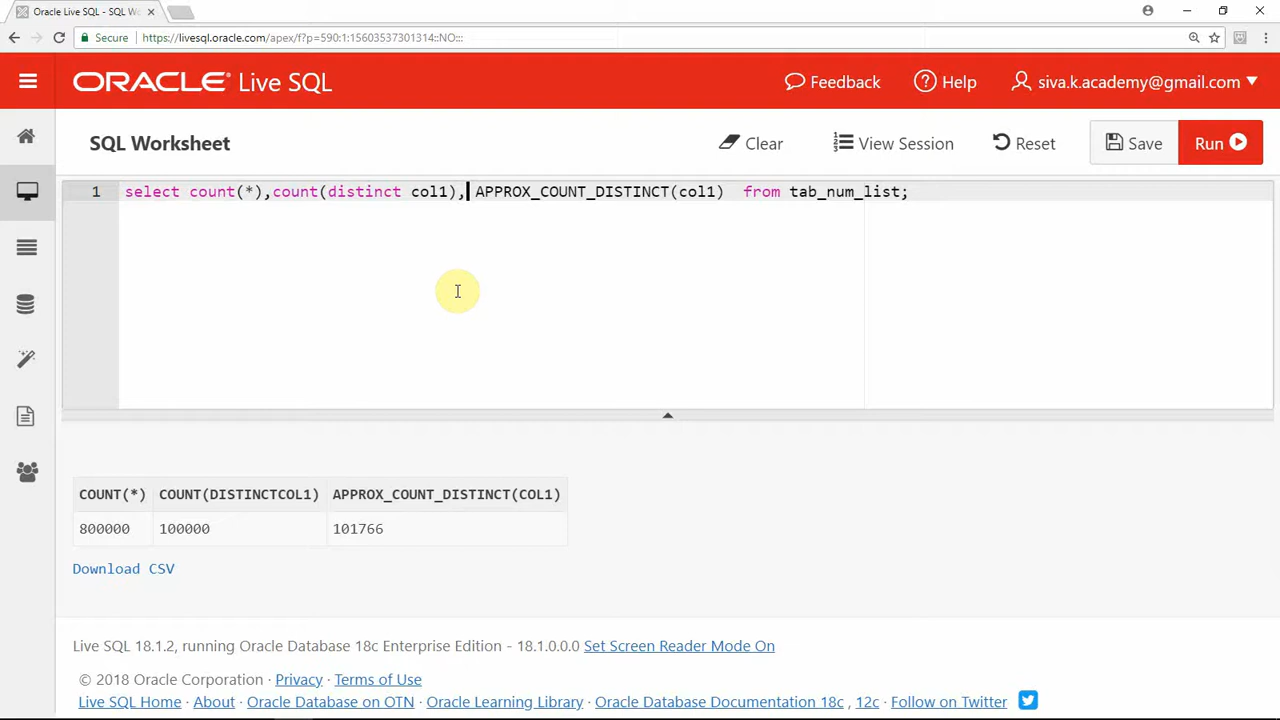 Oracle Live SQL - SQL Wo
Secure https://livesql.oracle.com/apex/f?p=590:1:15603537301314::NO:::
ORACLE Live SQL Feedback Help siva.k.academy@gmail.com
SQL Worksheet Clear View Session Reset Save Run
1 select count(*),count(distinct col1), APPROX_COUNT_DISTINCT(col1)  from tab_num_list;
COUNT(*) COUNT(DISTINCTCOL1) APPROX_COUNT_DISTINCT(COL1)
800000 100000 101766
Download CSV
Live SQL 18.1.2, running Oracle Database 18c Enterprise Edition - 18.1.0.0.0 Set Screen Reader Mode On
© 2018 Oracle Corporation · Privacy · Terms of Use
Live SQL Home · About · Oracle Database on OTN · Oracle Learning Library · Oracle Database Documentation 18c , 12c · Follow on Twitter